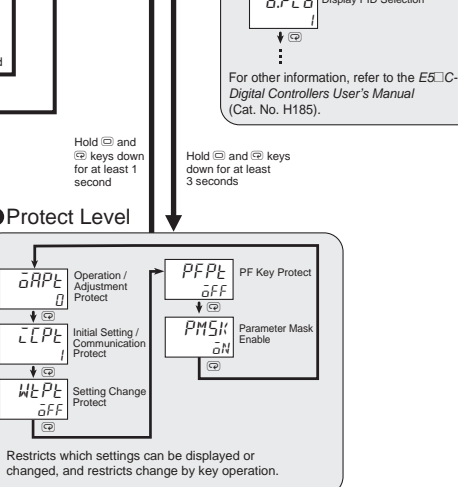 d.PLd
Display PID Selection
1
For other information, refer to the E5□C-
Digital Controllers User's Manual
(Cat. No. H185).
Hold and
keys down
for at least 1
second
Hold and keys
down for at least
3 seconds
Protect Level
oAPt
Operation /
Adjustment
Protect
0
ICPt
Initial Setting /
Communication
Protect
1
WtPt
Setting Change
Protect
oFF
PFPt
PF Key Protect
oFF
PMSK
Parameter Mask
Enable
oN
Restricts which settings can be displayed or
changed, and restricts change by key operation.